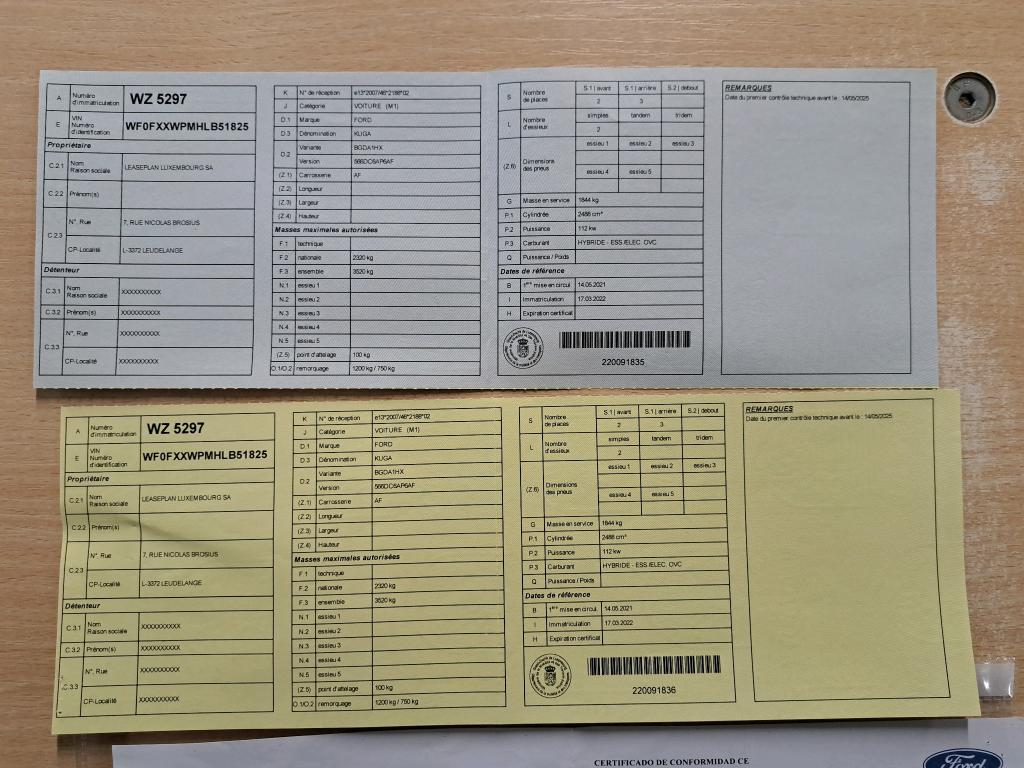 A Numéro d'immatriculation WZ 5297
E VIN Numéro d'identification WF0FXXWPMHLB51825
Propriétaire
C.2.1 Nom Raison sociale LEASEPLAN LUXEMBOURG SA
C.2.2 Prénom(s)
C.2.3 N°, Rue 7, RUE NICOLAS BROSIUS
CP-Localité L-3372 LEUDELANGE
Détenteur
C.3.1 Nom Raison sociale XXXXXXXXXX
C.3.2 Prénom(s) XXXXXXXXXX
C.3.3 N°, Rue XXXXXXXXXX
CP-Localité XXXXXXXXXX
K N° de réception e13*2007/46*2188*02
J Catégorie VOITURE (M1)
D.1 Marque FORD
D.3 Dénomination KUGA
D.2 Variante BGDA1HX
Version 566DC6AP6AF
(Z.1) Carrosserie AF
(Z.2) Longueur
(Z.3) Largeur
(Z.4) Hauteur
Masses maximales autorisées
F.1 technique
F.2 nationale 2320 kg
F.3 ensemble 3520 kg
N.1 essieu 1
N.2 essieu 2
N.3 essieu 3
N.4 essieu 4
N.5 essieu 5
(Z.5) point d'attelage 100 kg
O.1/O.2 remorquage 1200 kg / 750 kg
S Nombre de places S.1 | avant S.1 | arrière S.2 | debout
2 3
L Nombre d'essieux simples tandem tridem
2
(Z.6) Dimensions des pneus essieu 1 essieu 2 essieu 3
essieu 4 essieu 5
G Masse en service 1844 kg
P.1 Cylindrée 2488 cm³
P.2 Puissance 112 kw
P.3 Carburant HYBRIDE - ESS./ELEC. OVC
Q Puissance / Poids
Dates de référence
B 1ère mise en circul. 14.05.2021
I Immatriculation 17.03.2022
H Expiration certificat
220091835
REMARQUES
Date du premier contrôle technique avant le : 14/05/2025
A Numéro d'immatriculation WZ 5297
E VIN Numéro d'identification WF0FXXWPMHLB51825
Propriétaire
C.2.1 Nom Raison sociale LEASEPLAN LUXEMBOURG SA
C.2.2 Prénom(s)
C.2.3 N°, Rue 7, RUE NICOLAS BROSIUS
CP-Localité L-3372 LEUDELANGE
Détenteur
C.3.1 Nom Raison sociale XXXXXXXXXX
C.3.2 Prénom(s) XXXXXXXXXX
C.3.3 N°, Rue XXXXXXXXXX
CP-Localité XXXXXXXXXX
K N° de réception e13*2007/46*2188*02
J Catégorie VOITURE (M1)
D.1 Marque FORD
D.3 Dénomination KUGA
D.2 Variante BGDA1HX
Version 566DC6AP6AF
(Z.1) Carrosserie AF
(Z.2) Longueur
(Z.3) Largeur
(Z.4) Hauteur
Masses maximales autorisées
F.1 technique
F.2 nationale 2320 kg
F.3 ensemble 3520 kg
N.1 essieu 1
N.2 essieu 2
N.3 essieu 3
N.4 essieu 4
N.5 essieu 5
(Z.5) point d'attelage 100 kg
O.1/O.2 remorquage 1200 kg / 750 kg
S Nombre de places S.1 | avant S.1 | arrière S.2 | debout
2 3
L Nombre d'essieux simples tandem tridem
2
(Z.6) Dimensions des pneus essieu 1 essieu 2 essieu 3
essieu 4 essieu 5
G Masse en service 1844 kg
P.1 Cylindrée 2488 cm³
P.2 Puissance 112 kw
P.3 Carburant HYBRIDE - ESS./ELEC. OVC
Q Puissance / Poids
Dates de référence
B 1ère mise en circul. 14.05.2021
I Immatriculation 17.03.2022
H Expiration certificat
220091836
REMARQUES
Date du premier contrôle technique avant le : 14/05/2025
CERTIFICADO DE CONFORMIDAD CE
Ford